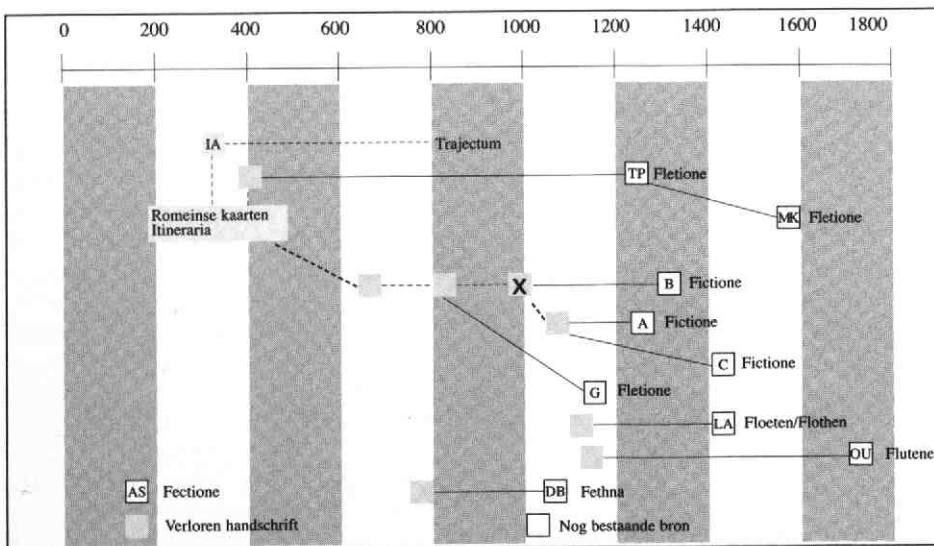 0 200 400 600 800 1000 1200 1400 1600 1800
IA Trajectum
TP Fletione
Romeinse kaarten
Itineraria
MK Fletione
X B Fictione
A Fictione
C Fictione
G Fletione
LA Floeten/Flothen
OU Flutene
AS Fectione DB Fethna
Verloren handschrift Nog bestaande bron